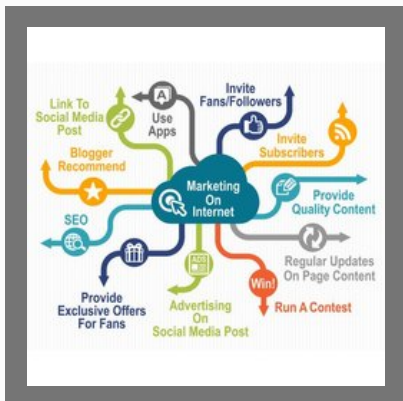 Link To
Social Media
Post
A
Use
Apps
Invite
Fans/Followers
Invite
Subscribers
Blogger
Recommend
Marketing
On
Internet
Provide
Quality Content
SEO
Regular Updates
On Page Content
ADS
Win!
Provide
Exclusive Offers
For Fans
Advertising
On
Social Media Post
Run A Contest